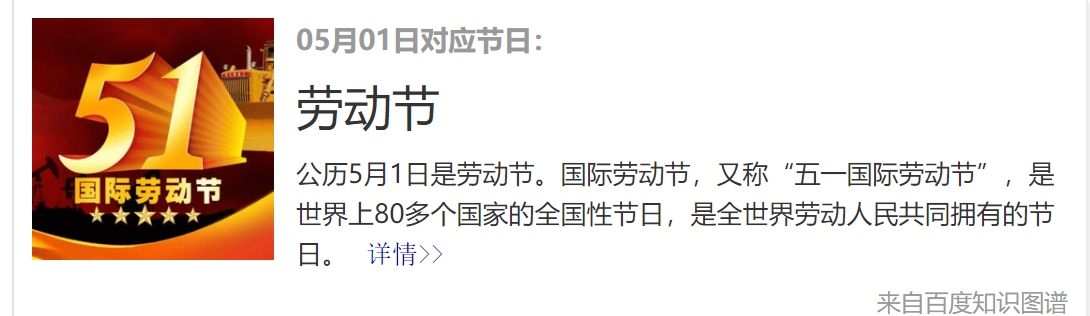 51
国际劳动节
05月01日对应节日：
劳动节
公历5月1日是劳动节。国际劳动节，又称“五一国际劳动节”，是
世界上80多个国家的全国性节日，是全世界劳动人民共同拥有的节
日。 详情>>
来自百度知识图谱